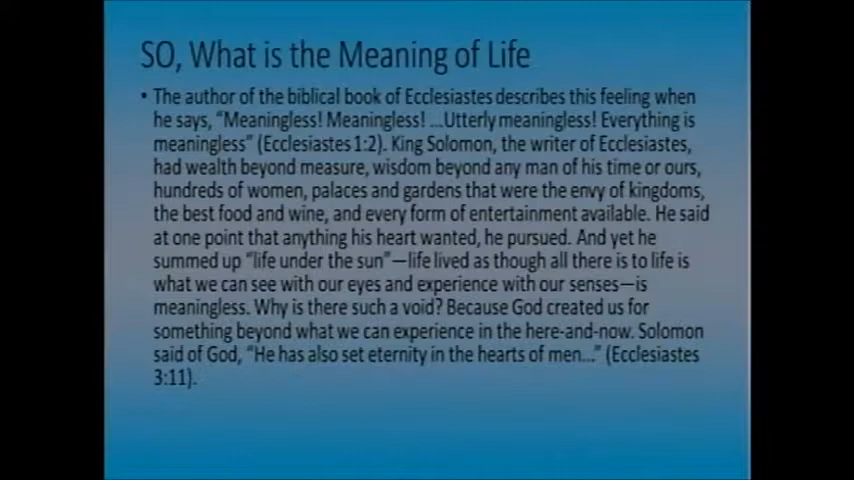 SO, What is the Meaning of Life
• The author of the biblical book of Ecclesiastes describes this feeling when
he says, “Meaningless! Meaningless! ...Utterly meaningless! Everything is
meaningless” (Ecclesiastes 1:2). King Solomon, the writer of Ecclesiastes,
had wealth beyond measure, wisdom beyond any man of his time or ours,
hundreds of women, palaces and gardens that were the envy of kingdoms,
the best food and wine, and every form of entertainment available. He said
at one point that anything his heart wanted, he pursued. And yet he
summed up “life under the sun”—life lived as though all there is to life is
what we can see with our eyes and experience with our senses—is
meaningless. Why is there such a void? Because God created us for
something beyond what we can experience in the here-and-now. Solomon
said of God, “He has also set eternity in the hearts of men...” (Ecclesiastes
3:11).